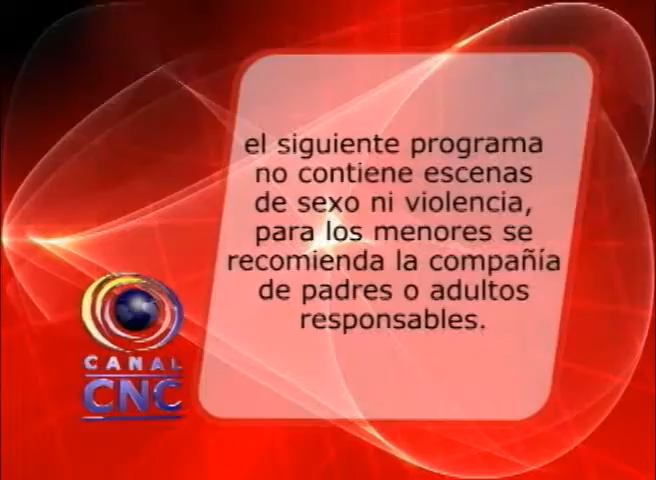 el siguiente programa
no contiene escenas
de sexo ni violencia,
para los menores se
recomienda la compañía
de padres o adultos
responsables.
CANAL
CNC